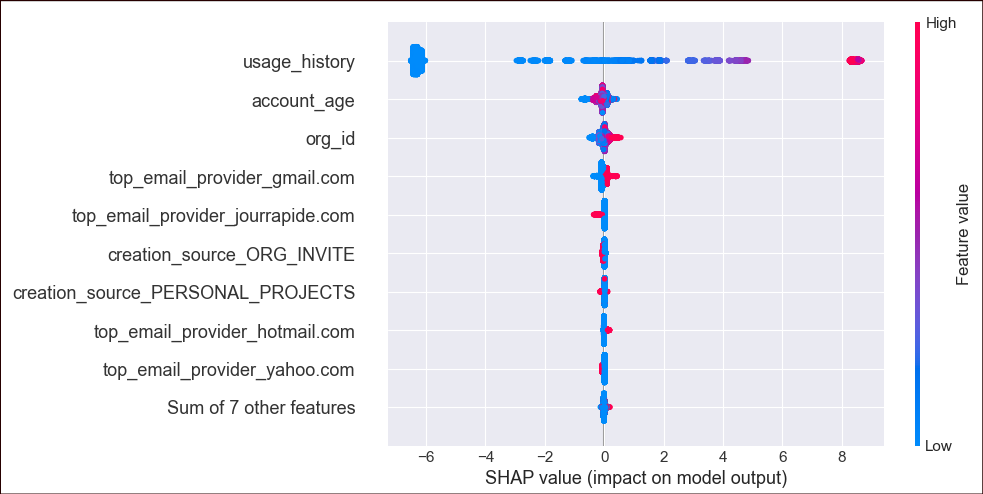 High
usage_history
account_age
org_id
top_email_provider_gmail.com
top_email_provider_jourrapide.com
creation_source_ORG_INVITE
creation_source_PERSONAL_PROJECTS
top_email_provider_hotmail.com
top_email_provider_yahoo.com
Sum of 7 other features
Feature value
Low
−6 −4 −2 0 2 4 6 8
SHAP value (impact on model output)